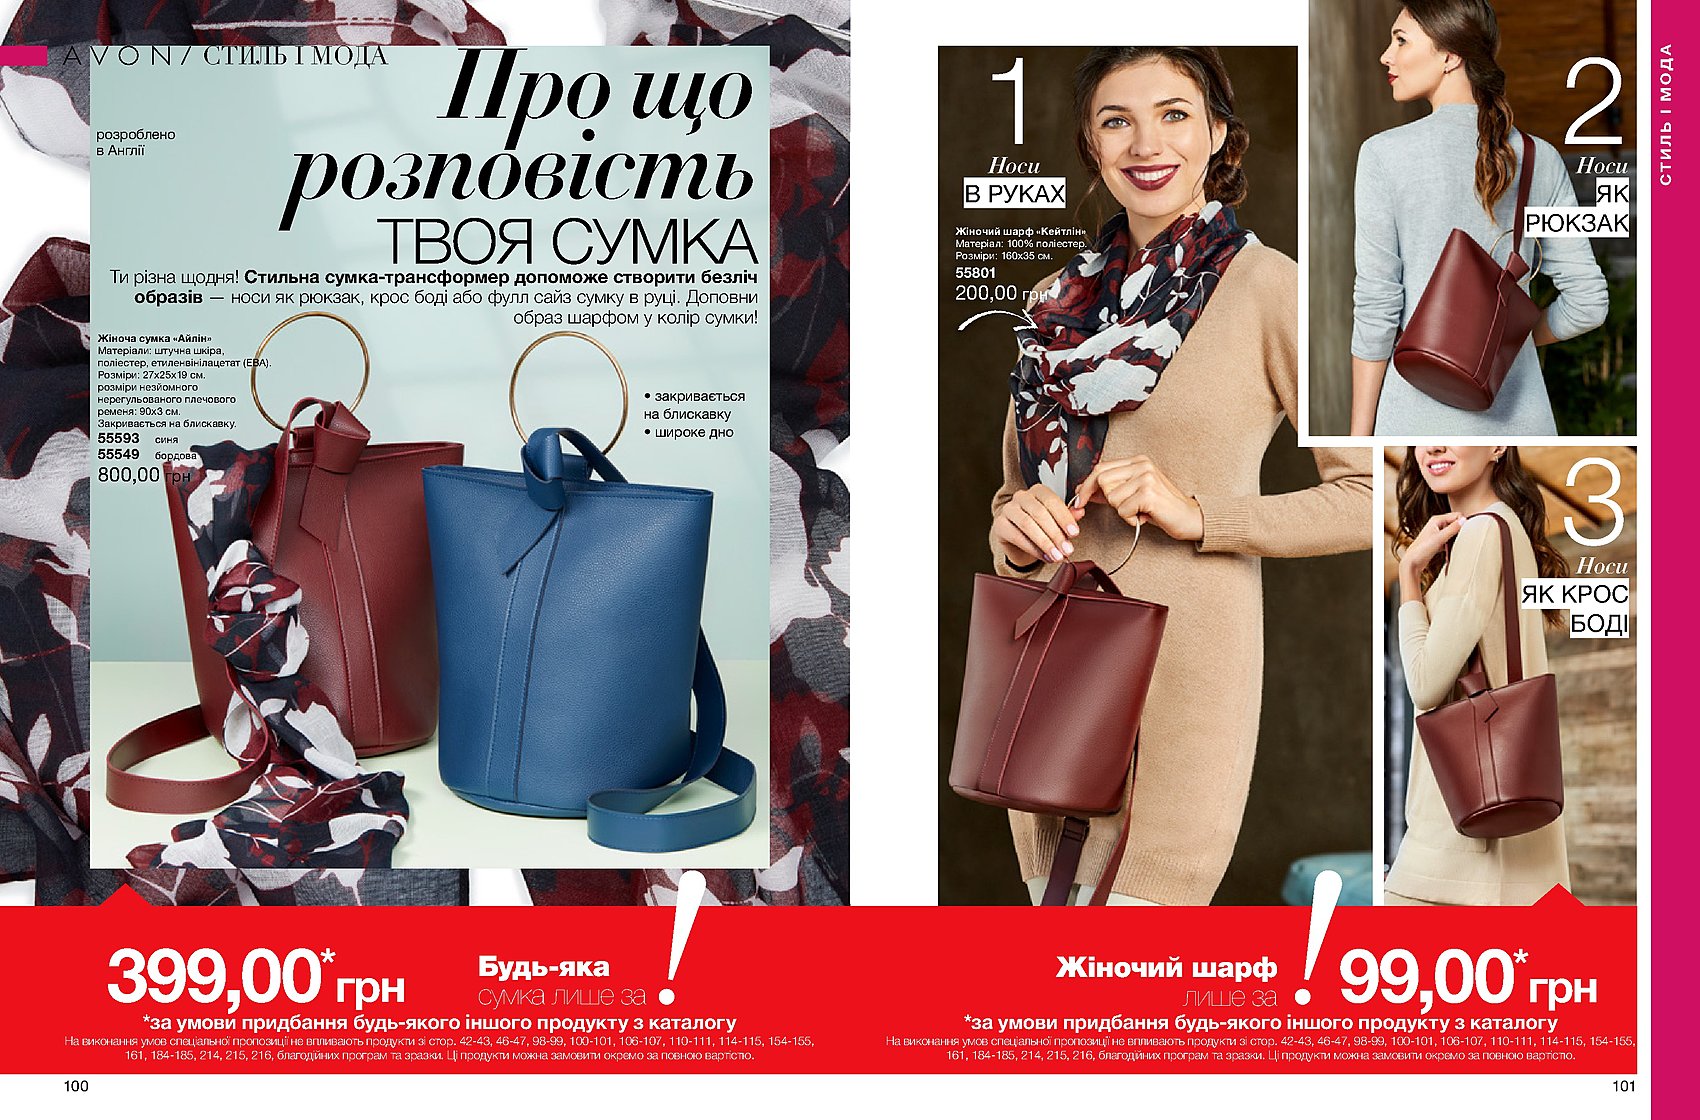 AVON / СТИЛЬ І МОДА
розроблено
в Англії
Про що
розповість
ТВОЯ СУМКА
Ти різна щодня! Стильна сумка-трансформер допоможе створити безліч
образів — носи як рюкзак, крос боді або фулл сайз сумку в руці. Доповни
образ шарфом у колір сумки!
Жіноча сумка «Айлін»
Матеріали: штучна шкіра,
поліестер, етиленвінілацетат (ЕВА).
Розміри: 27х25х19 см.
розміри незйомного
нерегульованого плечового
ременя: 90х3 см.
Закривається на блискавку.
55593 синя
55549 бордова
800,00 грн
• закривається
на блискавку
• широке дно
399,00* грн
Будь-яка
сумка лише за !
*за умови придбання будь-якого іншого продукту з каталогу
На виконання умов спеціальної пропозиції не впливають продукти зі стор. 42-43, 46-47, 98-99, 100-101, 106-107, 110-111, 114-115, 154-155,
161, 184-185, 214, 215, 216, благодійних програм та зразки. Ці продукти можна замовити окремо за повною вартістю.
100
1
Носи
В РУКАХ
Жіночий шарф «Кейтлін»
Матеріал: 100% поліестер.
Розміри: 160х35 см.
55801
200,00 грн
2
Носи
ЯК
РЮКЗАК
3
Носи
ЯК КРОС
БОДІ
СТИЛЬ І МОДА
Жіночий шарф
лише за !
99,00* грн
*за умови придбання будь-якого іншого продукту з каталогу
На виконання умов спеціальної пропозиції не впливають продукти зі стор. 42-43, 46-47, 98-99, 100-101, 106-107, 110-111, 114-115, 154-155,
161, 184-185, 214, 215, 216, благодійних програм та зразки. Ці продукти можна замовити окремо за повною вартістю.
101